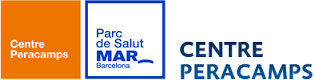 Centre
Peracamps
Parc
de Salut
MAR
Barcelona
CENTRE
PERACAMPS